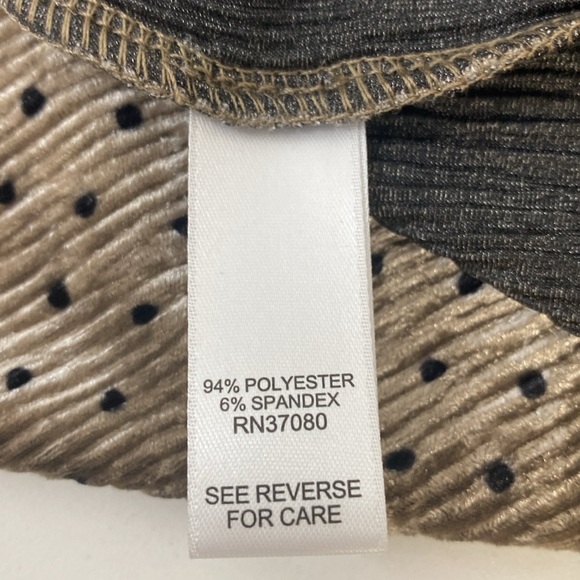 94% POLYESTER
6% SPANDEX
RN37080
SEE REVERSE
FOR CARE